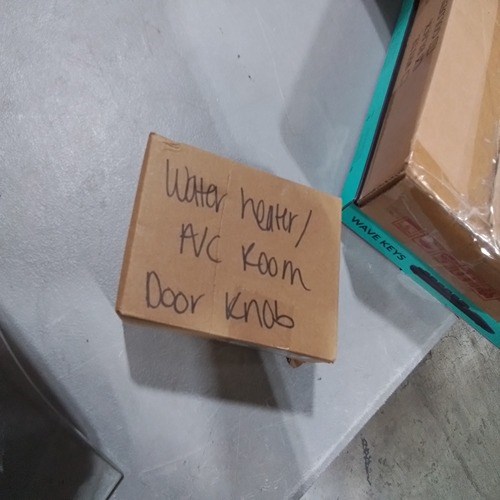 Water heater/
A/C Room
Door Knob
WAVE KEYS